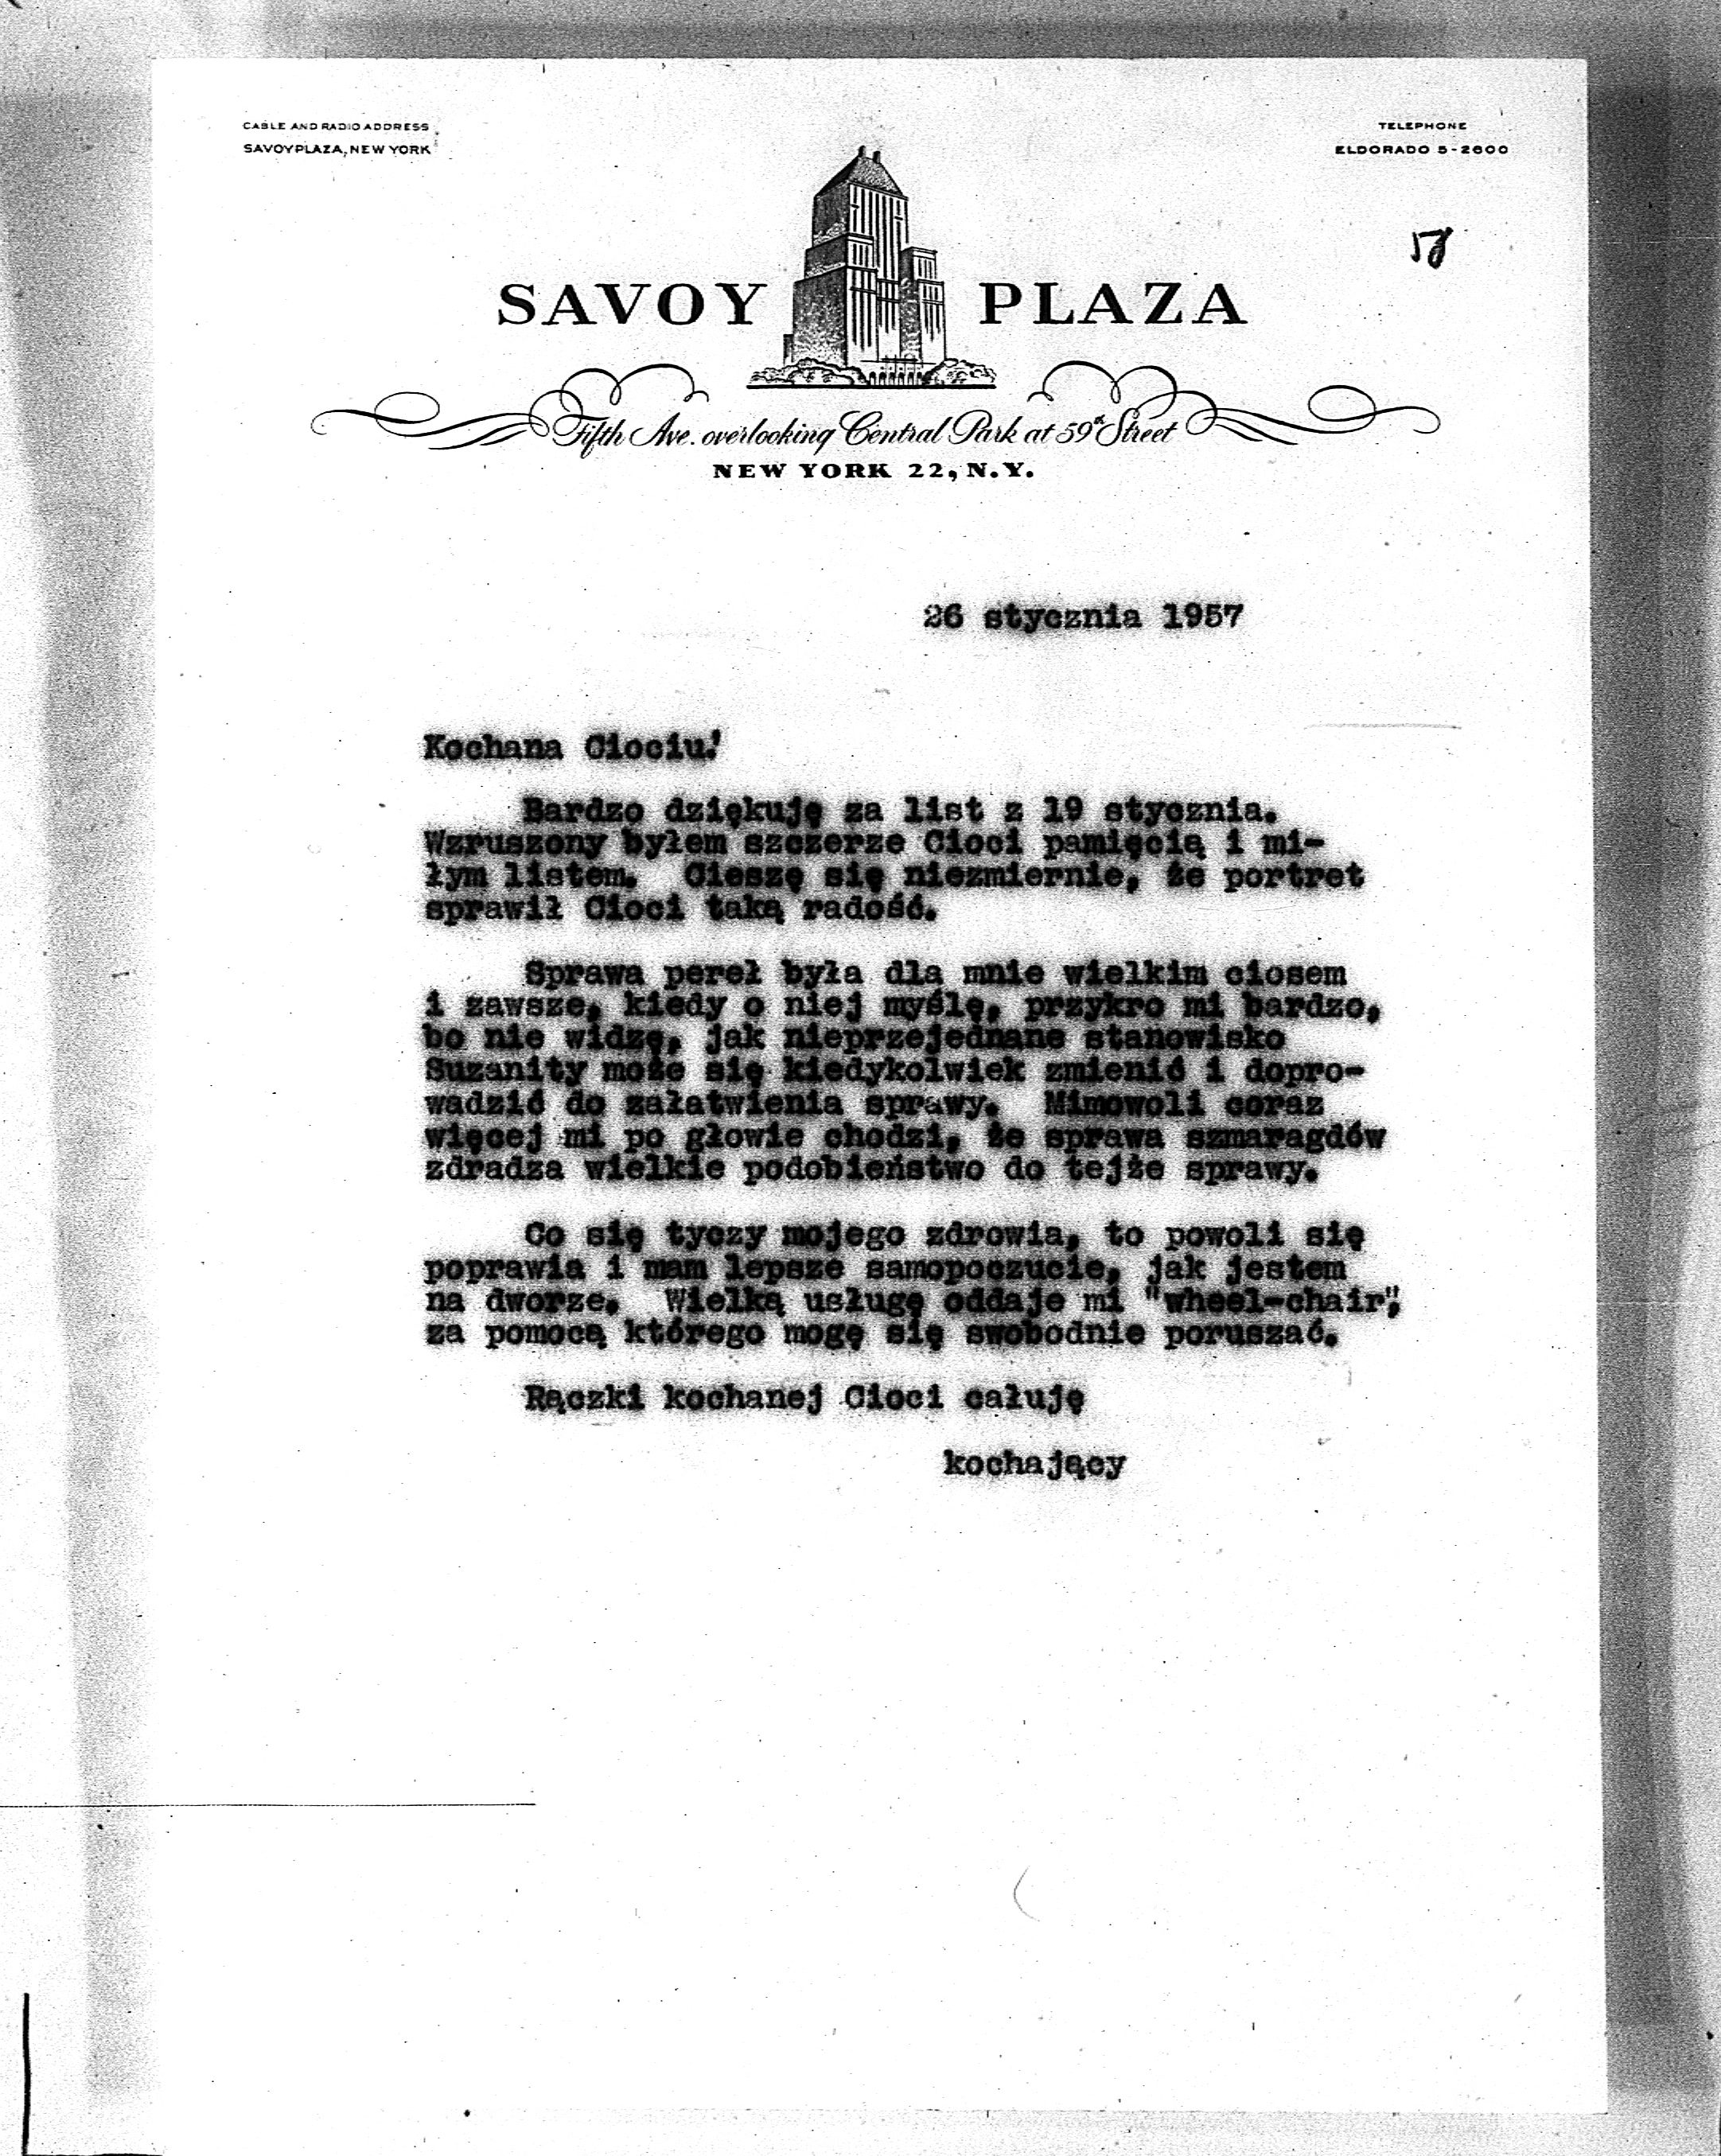 CABLE AND RADIO ADDRESS
SAVOYPLAZA, NEW YORK
TELEPHONE
ELDORADO 5-2600
SAVOY PLAZA
Fifth Ave. overlooking Central Park at 59th Street
NEW YORK 22, N.Y.
26 stycznia 1957
Kochana Ciociu!
Bardzo dziękuję za list z 19 stycznia.
Wzruszony byłem szczerze Cioci pamięcią i mi-
łym listem. Cieszę się niezmiernie, że portret
sprawił Cioci taką radość.
Sprawa pereł była dla mnie wielkim ciosem
i zawsze, kiedy o niej myślę, przykro mi bardzo,
bo nie widzę, jak nieprzejednane stanowisko
Suzanity może się kiedykolwiek zmienić i dopro-
wadzić do załatwienia sprawy. Mimowoli coraz
więcej mi po głowie chodzi, że sprawa szmaragdów
zdradza wielkie podobieństwo do tejże sprawy.
Co się tyczy mojego zdrowia, to powoli się
poprawia i mam lepsze samopoczucie, jak jestem
na dworze. Wielką usługę oddaje mi "wheel-chair",
za pomocą którego mogę się swobodnie poruszać.
Rączki kochanej Cioci całuję
kochający